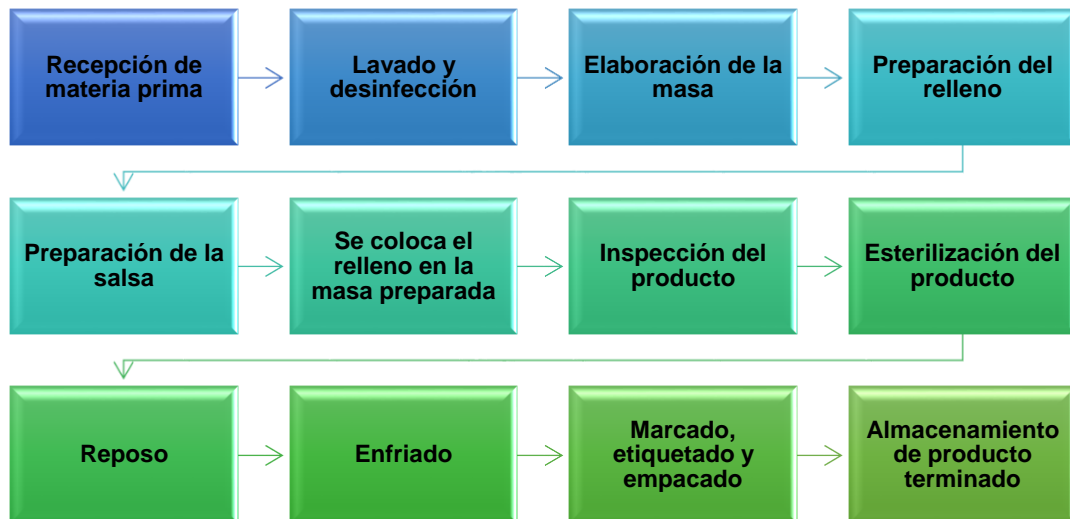 Recepción de
materia prima
Lavado y
desinfección
Elaboración de la
masa
Preparación del
relleno
Preparación de la
salsa
Se coloca el
relleno en la
masa preparada
Inspección del
producto
Esterilización del
producto
Reposo
Enfriado
Marcado,
etiquetado y
empacado
Almacenamiento
de producto
terminado